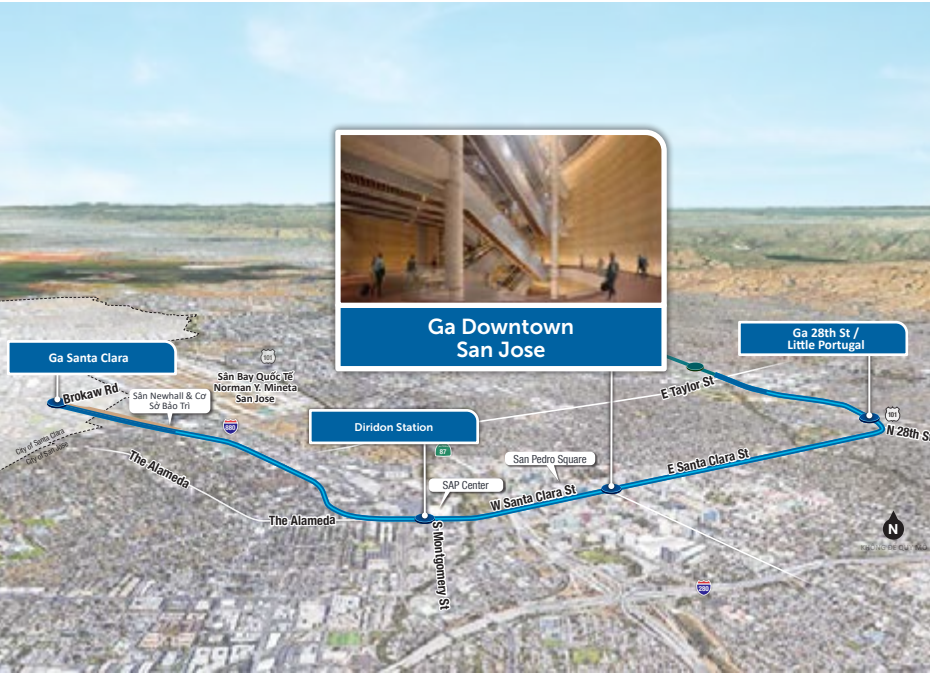 Ga Downtown
San Jose
Ga 28th St /
Little Portugal
Ga Santa Clara
101
Sân Bay Quốc Tế
Norman Y. Mineta
San Jose
Brokaw Rd
Sân Newhall & Cơ
Sở Bảo Trì
E Taylor St
880
Diridon Station
101
N 28th St
City of Santa Clara
City of San Jose
87
San Pedro Square
E Santa Clara St
The Alameda
SAP Center
W Santa Clara St
The Alameda
S Montgomery St
N
280